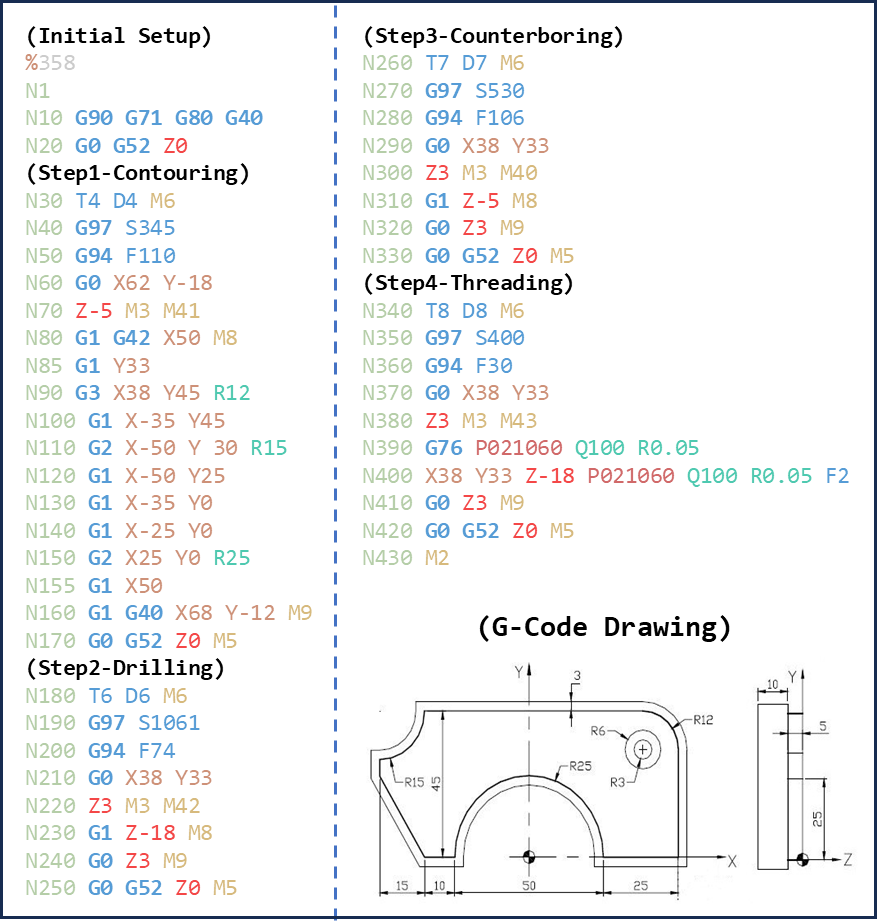 (Initial Setup)
%358
N1
N10 G90 G71 G80 G40
N20 G0 G52 Z0
(Step1-Contouring)
N30 T4 D4 M6
N40 G97 S345
N50 G94 F110
N60 G0 X62 Y-18
N70 Z-5 M3 M41
N80 G1 G42 X50 M8
N85 G1 Y33
N90 G3 X38 Y45 R12
N100 G1 X-35 Y45
N110 G2 X-50 Y 30 R15
N120 G1 X-50 Y25
N130 G1 X-35 Y0
N140 G1 X-25 Y0
N150 G2 X25 Y0 R25
N155 G1 X50
N160 G1 G40 X68 Y-12 M9
N170 G0 G52 Z0 M5
(Step2-Drilling)
N180 T6 D6 M6
N190 G97 S1061
N200 G94 F74
N210 G0 X38 Y33
N220 Z3 M3 M42
N230 G1 Z-18 M8
N240 G0 Z3 M9
N250 G0 G52 Z0 M5
(Step3-Counterboring)
N260 T7 D7 M6
N270 G97 S530
N280 G94 F106
N290 G0 X38 Y33
N300 Z3 M3 M40
N310 G1 Z-5 M8
N320 G0 Z3 M9
N330 G0 G52 Z0 M5
(Step4-Threading)
N340 T8 D8 M6
N350 G97 S400
N360 G94 F30
N370 G0 X38 Y33
N380 Z3 M3 M43
N390 G76 P021060 Q100 R0.05
N400 X38 Y33 Z-18 P021060 Q100 R0.05 F2
N410 G0 Z3 M9
N420 G0 G52 Z0 M5
N430 M2
(G-Code Drawing)
Y
3
R12
R6
R3
R25
R15
45
X
15
10
50
25
10
Y
5
25
Z